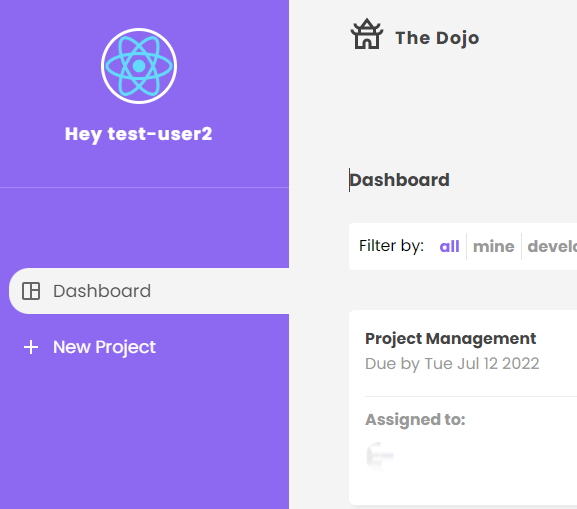 Hey test-user2
Dashboard
New Project
The Dojo
Dashboard
Filter by: all mine
Project Management
Due by Tue Jul 12 2022
Assigned to: